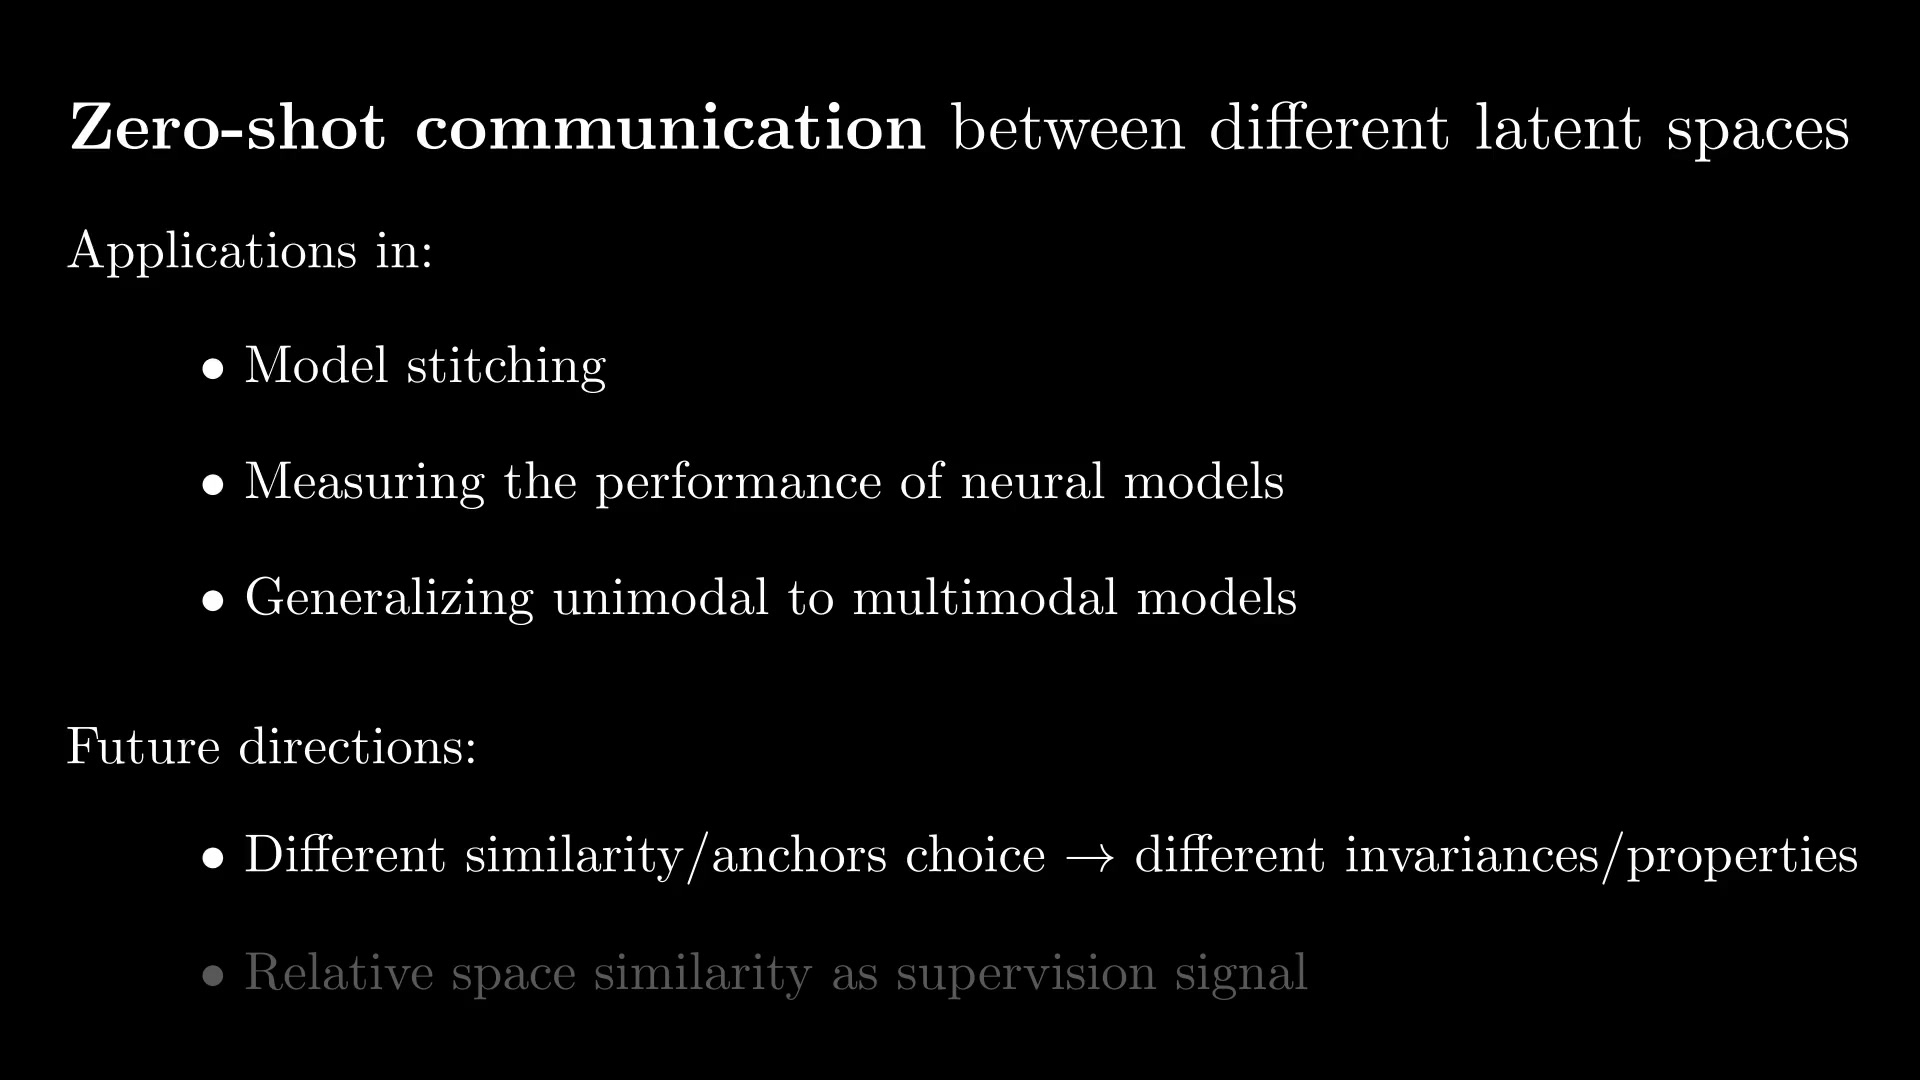 Zero-shot communication between different latent spaces
Applications in:
• Model stitching
• Measuring the performance of neural models
• Generalizing unimodal to multimodal models
Future directions:
• Different similarity/anchors choice → different invariances/properties
• Relative space similarity as supervision signal